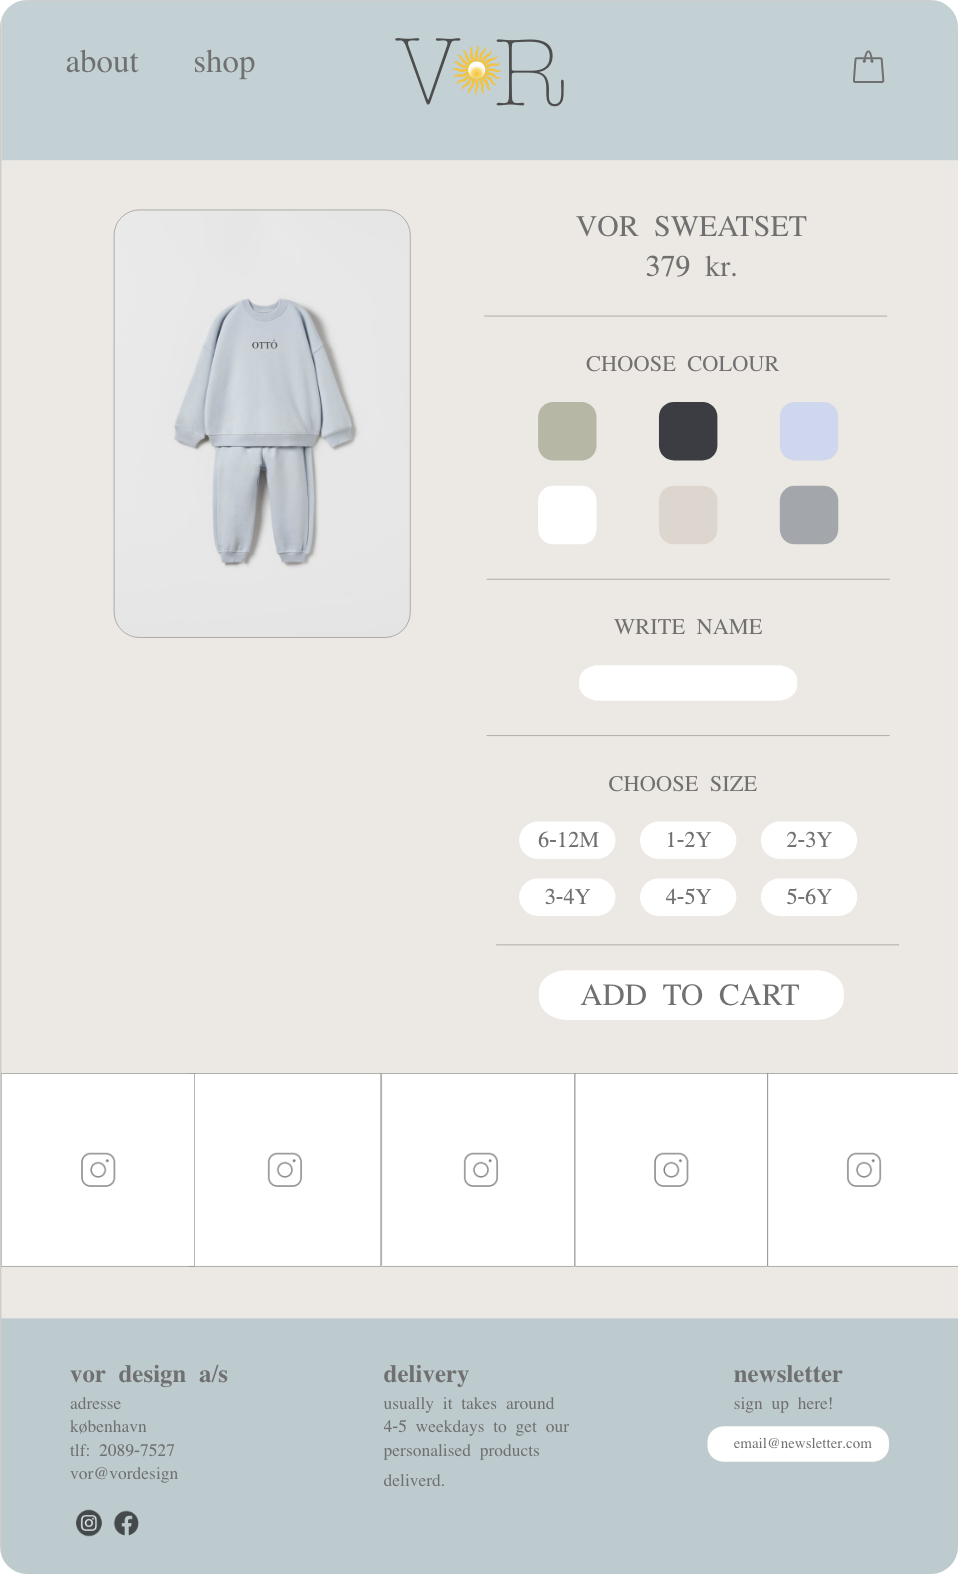 about shop
VOR
VOR SWEATSET
379 kr.
OTTÓ
CHOOSE COLOUR
WRITE NAME
CHOOSE SIZE
6-12M 1-2Y 2-3Y
3-4Y 4-5Y 5-6Y
ADD TO CART
vor design a/s
adresse
københavn
tlf: 2089-7527
vor@vordesign
delivery
usually it takes around
4-5 weekdays to get our
personalised products
deliverd.
newsletter
sign up here!
email@newsletter.com